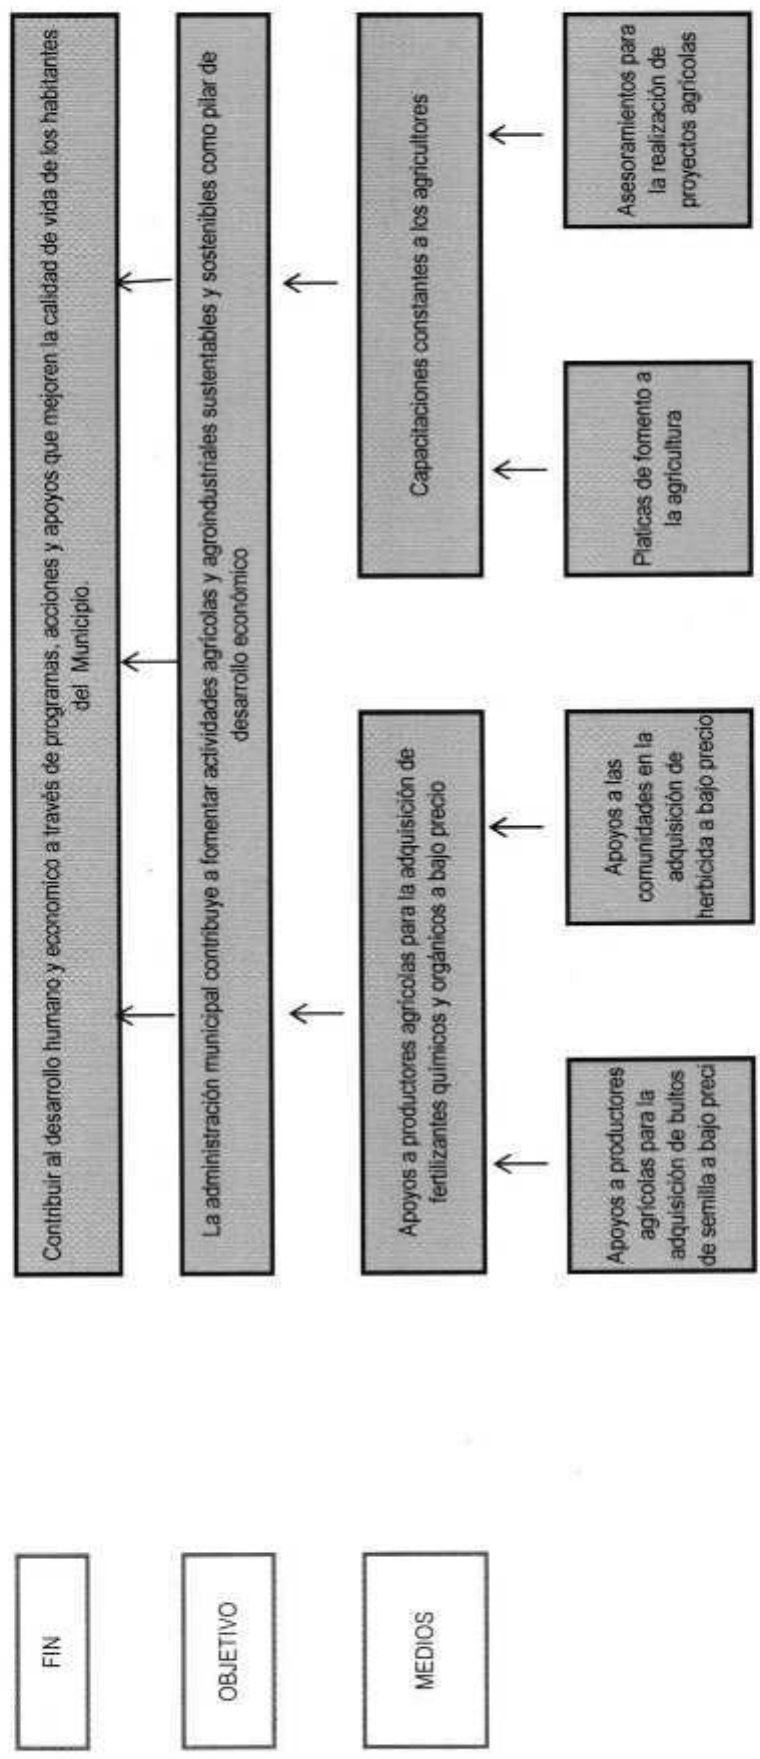 FIN
Contribuir al desarrollo humano y economico a través de programas, acciones y apoyos que mejoren la calidad de vida de los habitantes
del Municipio.
OBJETIVO
La administración municipal contribuye a fomentar actividades agrícolas y agroindustriales sustentables y sostenibles como pilar de
desarrollo económico
MEDIOS
Apoyos a productores agrícolas para la adquisición de
fertilizantes químicos y orgánicos a bajo precio
Capacitaciones constantes a los agricultores
Apoyos a productores
agrícolas para la
adquisición de bultos
de semilla a bajo preci
Apoyos a las
comunidades en la
adquisición de
herbicida a bajo precio
Platicas de fomento a
la agricultura
Asesoramientos para
la realización de
proyectos agrícolas